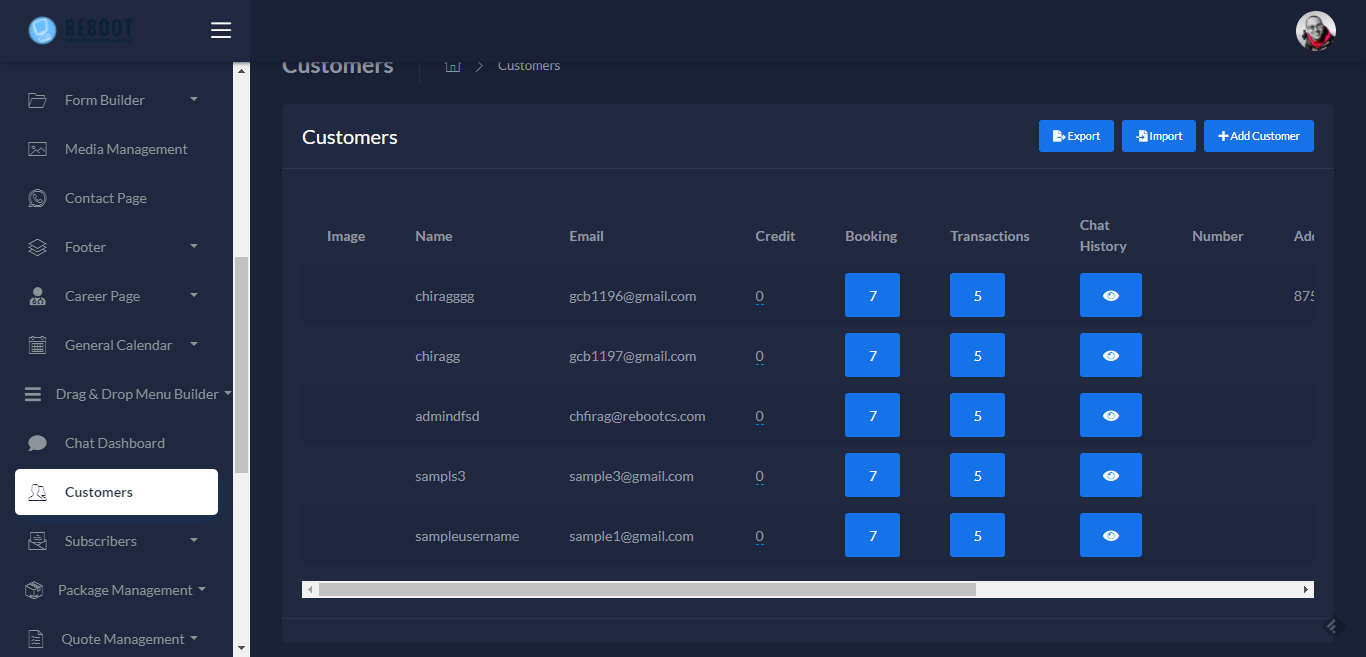 REBOOT
Customers
Customers
Form Builder
Media Management
Contact Page
Footer
Career Page
General Calendar
Drag & Drop Menu Builder
Chat Dashboard
Customers
Subscribers
Package Management
Quote Management
Customers
Export
Import
Add Customer
Image Name Email Credit Booking Transactions Chat History Number Add
chiragggg gcb1196@gmail.com 0 7 5 875
chiragg gcb1197@gmail.com 0 7 5
admindfsd chfirag@rebootcs.com 0 7 5
sampls3 sample3@gmail.com 0 7 5
sampleusername sample1@gmail.com 0 7 5